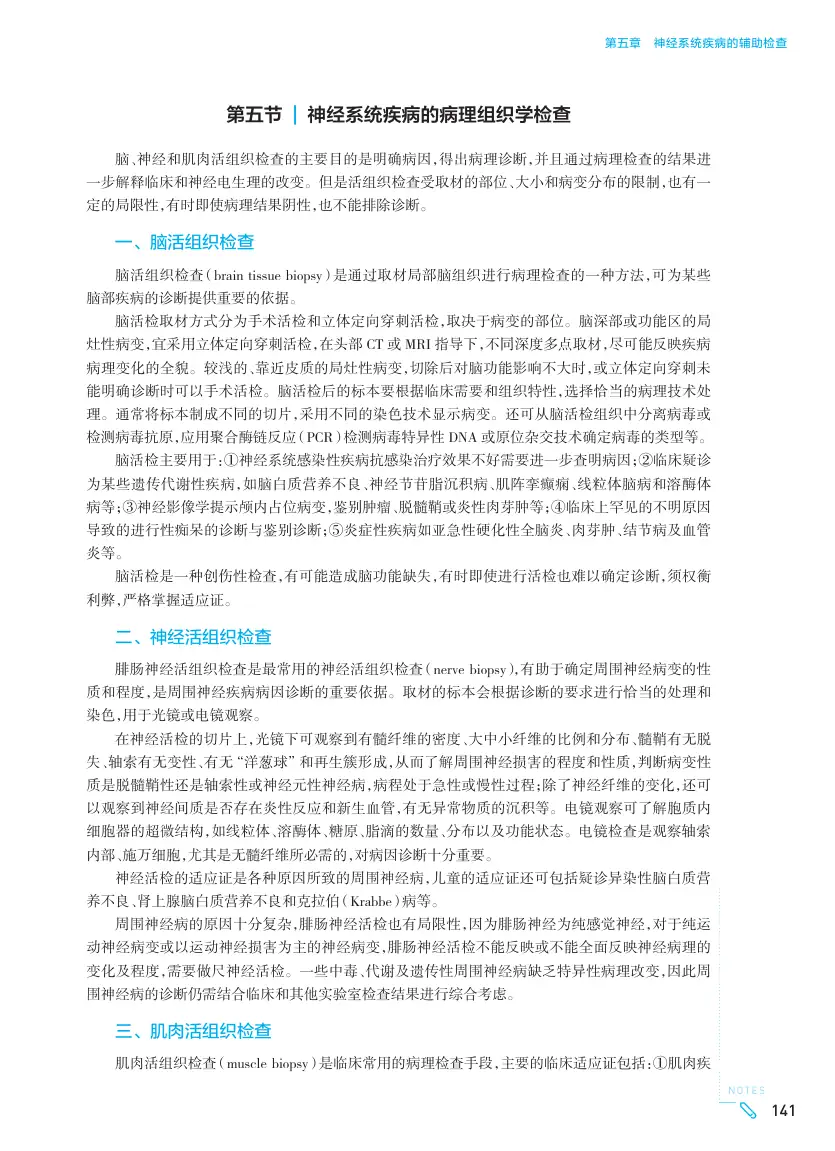 第五章　神经系统疾病的辅助检查
第五节｜神经系统疾病的病理组织学检查
脑、神经和肌肉活组织检查的主要目的是明确病因，得出病理诊断，并且通过病理检查的结果进
一步解释临床和神经电生理的改变。但是活组织检查受取材的部位、大小和病变分布的限制，也有一
定的局限性，有时即使病理结果阴性，也不能排除诊断。
一、脑活组织检查
脑活组织检查（brain tissue biopsy）是通过取材局部脑组织进行病理检查的一种方法，可为某些
脑部疾病的诊断提供重要的依据。
脑活检取材方式分为手术活检和立体定向穿刺活检，取决于病变的部位。脑深部或功能区的局
灶性病变，宜采用立体定向穿刺活检，在头部 CT 或 MRI 指导下，不同深度多点取材，尽可能反映疾病
病理变化的全貌。较浅的、靠近皮质的局灶性病变，切除后对脑功能影响不大时，或立体定向穿刺未
能明确诊断时可以手术活检。脑活检后的标本要根据临床需要和组织特性，选择恰当的病理技术处
理。通常将标本制成不同的切片，采用不同的染色技术显示病变。还可从脑活检组织中分离病毒或
检测病毒抗原，应用聚合酶链反应（PCR）检测病毒特异性 DNA 或原位杂交技术确定病毒的类型等。
脑活检主要用于：①神经系统感染性疾病抗感染治疗效果不好需要进一步查明病因；②临床疑诊
为某些遗传代谢性疾病，如脑白质营养不良、神经节苷脂沉积病、肌阵挛癫痫、线粒体脑病和溶酶体
病等；③神经影像学提示颅内占位病变，鉴别肿瘤、脱髓鞘或炎性肉芽肿等；④临床上罕见的不明原因
导致的进行性痴呆的诊断与鉴别诊断；⑤炎症性疾病如亚急性硬化性全脑炎、肉芽肿、结节病及血管
炎等。
脑活检是一种创伤性检查，有可能造成脑功能缺失，有时即使进行活检也难以确定诊断，须权衡
利弊，严格掌握适应证。
二、神经活组织检查
腓肠神经活组织检查是最常用的神经活组织检查（nerve biopsy），有助于确定周围神经病变的性
质和程度，是周围神经疾病病因诊断的重要依据。取材的标本会根据诊断的要求进行恰当的处理和
染色，用于光镜或电镜观察。
在神经活检的切片上，光镜下可观察到有髓纤维的密度、大中小纤维的比例和分布、髓鞘有无脱
失、轴索有无变性、有无“洋葱球”和再生簇形成，从而了解周围神经损害的程度和性质，判断病变性
质是脱髓鞘性还是轴索性或神经元性神经病，病程处于急性或慢性过程；除了神经纤维的变化，还可
以观察到神经间质是否存在炎性反应和新生血管，有无异常物质的沉积等。电镜观察可了解胞质内
细胞器的超微结构，如线粒体、溶酶体、糖原、脂滴的数量、分布以及功能状态。电镜检查是观察轴索
内部、施万细胞，尤其是无髓纤维所必需的，对病因诊断十分重要。
神经活检的适应证是各种原因所致的周围神经病，儿童的适应证还可包括疑诊异染性脑白质营
养不良、肾上腺脑白质营养不良和克拉伯（Krabbe）病等。
周围神经病的原因十分复杂，腓肠神经活检也有局限性，因为腓肠神经为纯感觉神经，对于纯运
动神经病变或以运动神经损害为主的神经病变，腓肠神经活检不能反映或不能全面反映神经病理的
变化及程度，需要做尺神经活检。一些中毒、代谢及遗传性周围神经病缺乏特异性病理改变，因此周
围神经病的诊断仍需结合临床和其他实验室检查结果进行综合考虑。
三、肌肉活组织检查
肌肉活组织检查（muscle biopsy）是临床常用的病理检查手段，主要的临床适应证包括：①肌肉疾
NOTES
141